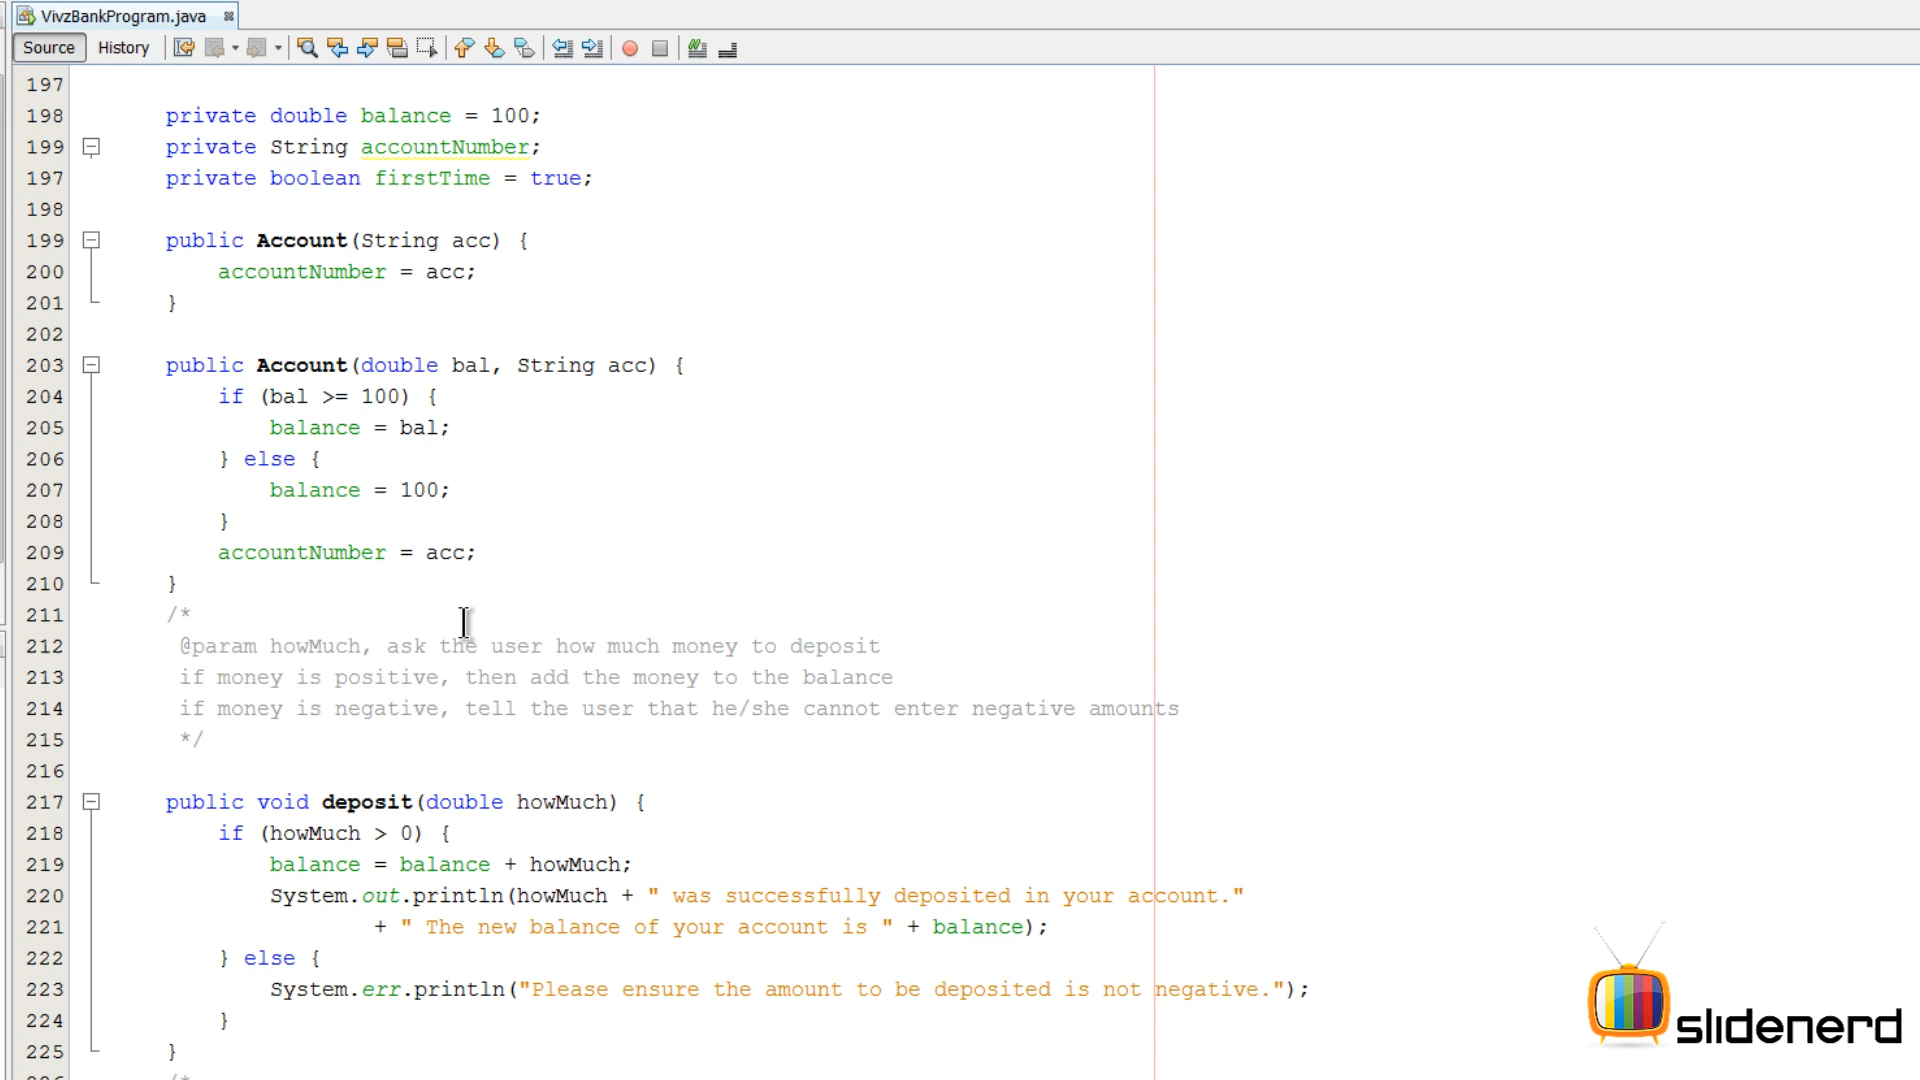 VivzBankProgram.java
Source History
197
198 private double balance = 100;
199 private String accountNumber;
197 private boolean firstTime = true;
198
199 public Account(String acc) {
200 accountNumber = acc;
201 }
202
203 public Account(double bal, String acc) {
204 if (bal >= 100) {
205 balance = bal;
206 } else {
207 balance = 100;
208 }
209 accountNumber = acc;
210 }
211 /*
212 @param howMuch, ask the user how much money to deposit
213 if money is positive, then add the money to the balance
214 if money is negative, tell the user that he/she cannot enter negative amounts
215 */
216
217 public void deposit(double howMuch) {
218 if (howMuch > 0) {
219 balance = balance + howMuch;
220 System.out.println(howMuch + " was successfully deposited in your account."
221 + " The new balance of your account is " + balance);
222 } else {
223 System.err.println("Please ensure the amount to be deposited is not negative.");
224 }
225 }
slidenerd